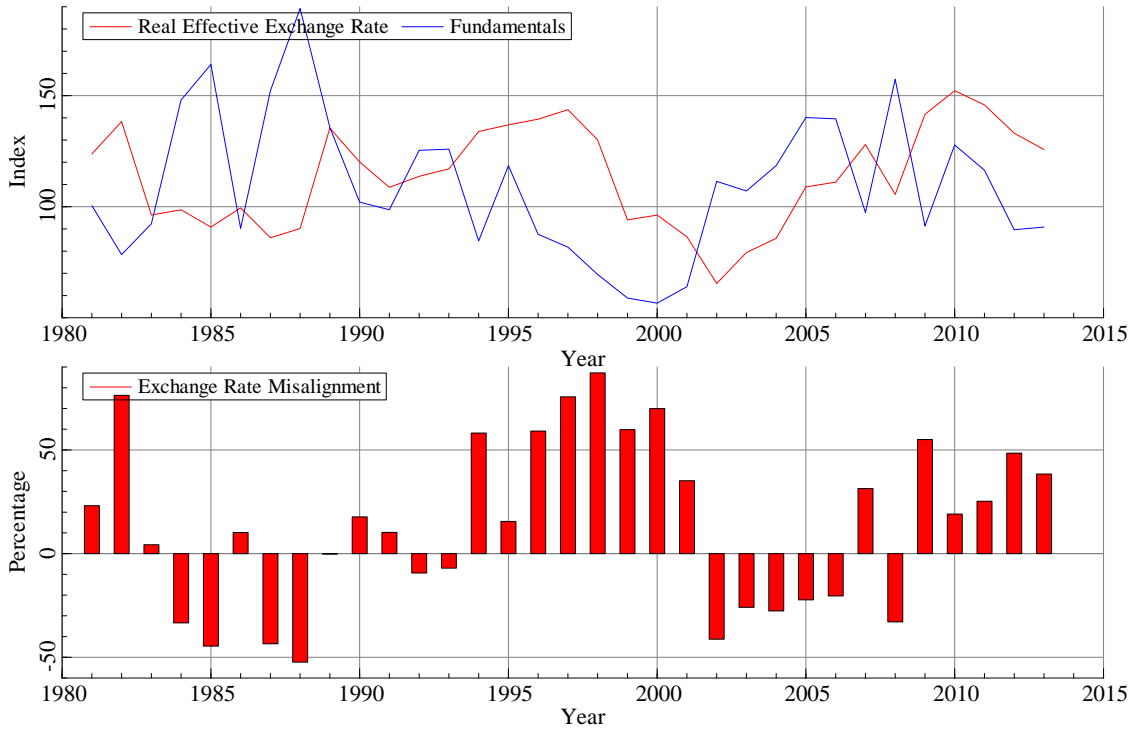 Real Effective Exchange Rate Fundamentals
150
100
Index
1980 1985 1990 1995 2000 2005 2010 2015
Year
Exchange Rate Misalignment
50
0
-50
Percentage
1980 1985 1990 1995 2000 2005 2010 2015
Year